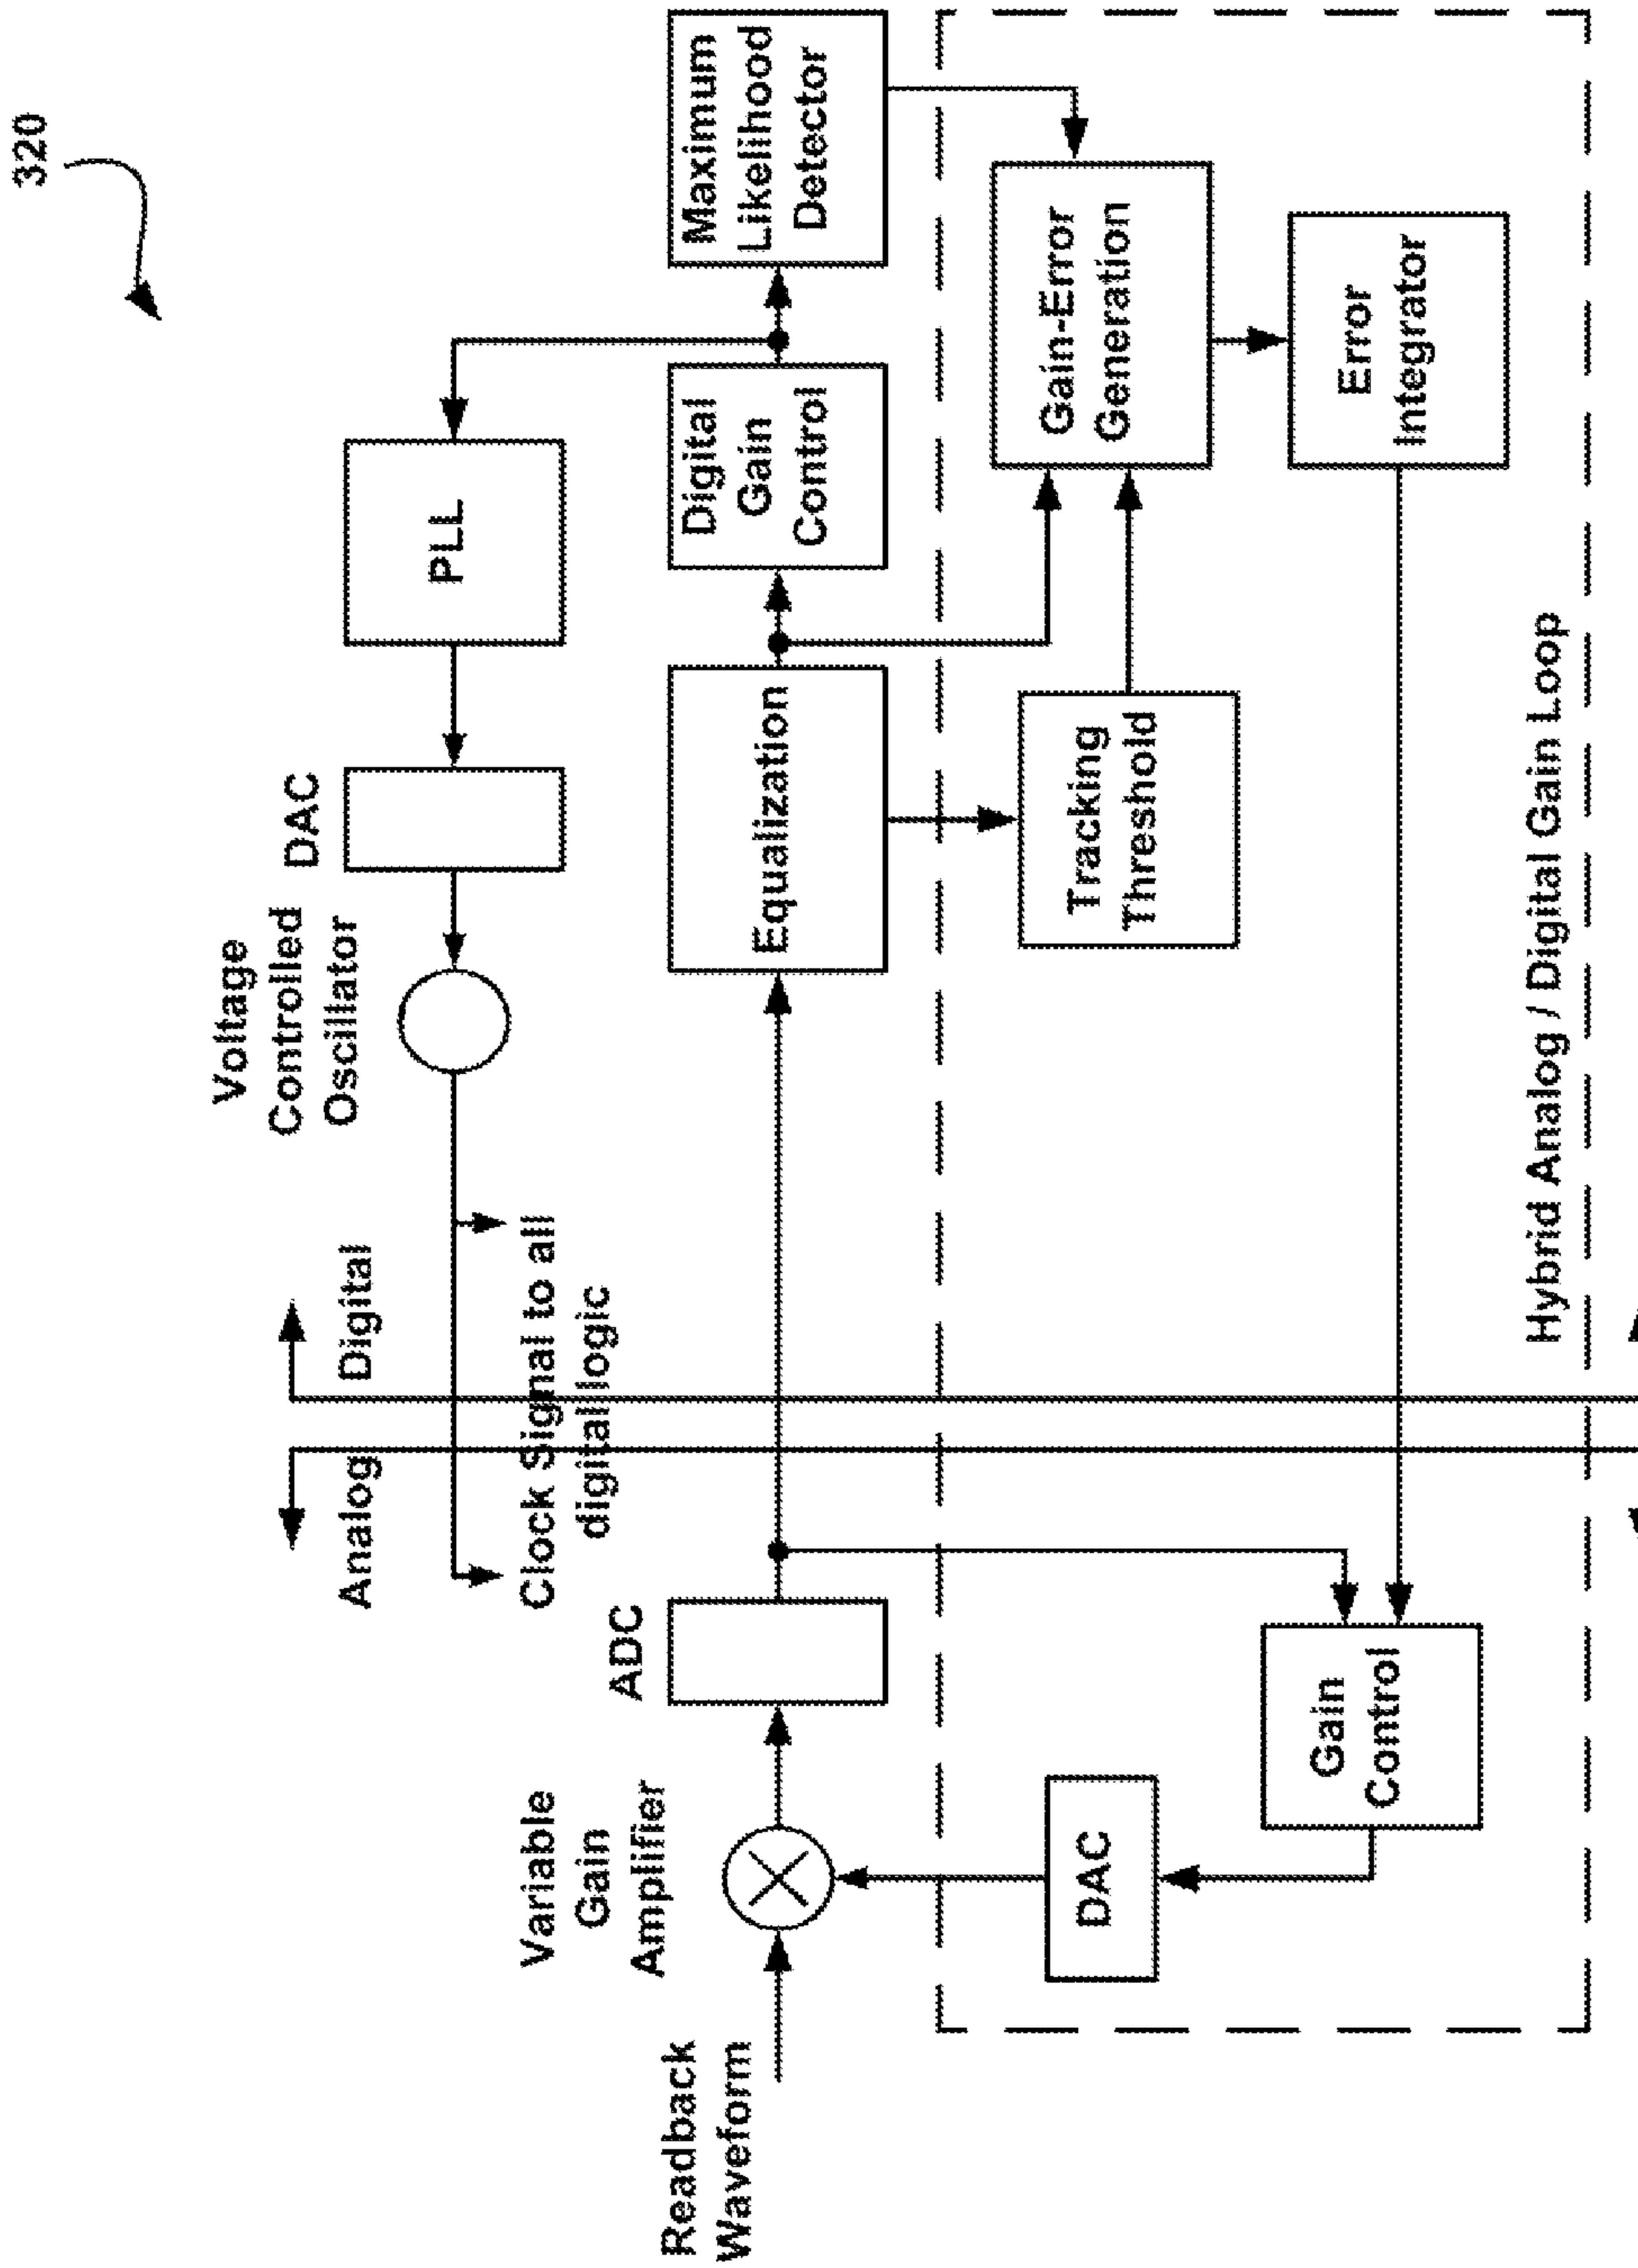 320
Voltage
Controlled
Oscillator
DAC
PLL
Analog
Digital
Clock Signal to all
digital logic
Readback
Waveform
Variable
Gain
Amplifier
ADC
Equalization
Digital
Gain
Control
Maximum
Likelihood
Detector
DAC
Gain
Control
Tracking
Threshold
Gain-Error
Generation
Error
Integrator
Hybrid Analog / Digital Gain Loop